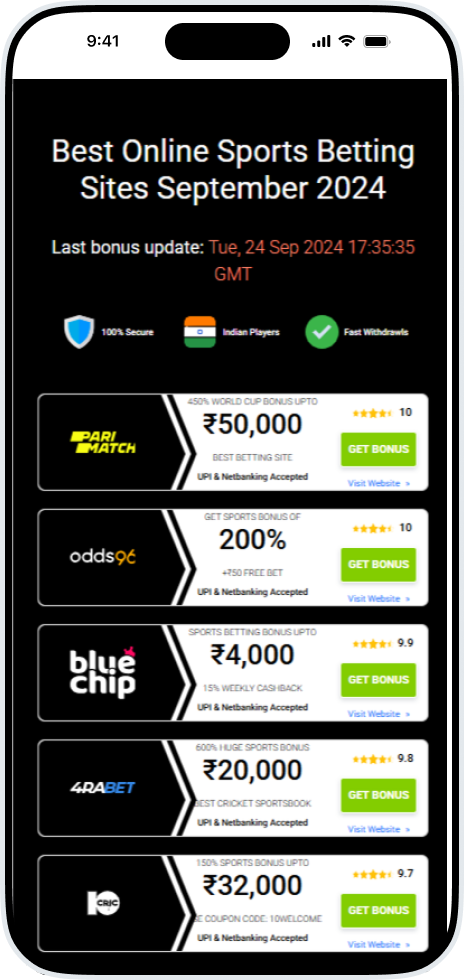 9:41
Best Online Sports Betting
Sites September 2024
Last bonus update: Tue, 24 Sep 2024 17:35:35
GMT
100% Secure
Indian Players
Fast Withdrawls
PARI
MATCH
450% WORLD CUP BONUS UPTO
₹50,000
BEST BETTING SITE
UPI & Netbanking Accepted
10
GET BONUS
Visit Website »
odds96
GET SPORTS BONUS OF
200%
+₹50 FREE BET
UPI & Netbanking Accepted
10
GET BONUS
Visit Website »
blue
chip
SPORTS BETTING BONUS UPTO
₹4,000
15% WEEKLY CASHBACK
UPI & Netbanking Accepted
9.9
GET BONUS
Visit Website »
4RABET
600% HUGE SPORTS BONUS
₹20,000
BEST CRICKET SPORTSBOOK
UPI & Netbanking Accepted
9.8
GET BONUS
Visit Website »
10 CRIC
150% SPORTS BONUS UPTO
₹32,000
E COUPON CODE: 10WELCOME
UPI & Netbanking Accepted
9.7
GET BONUS
Visit Website »